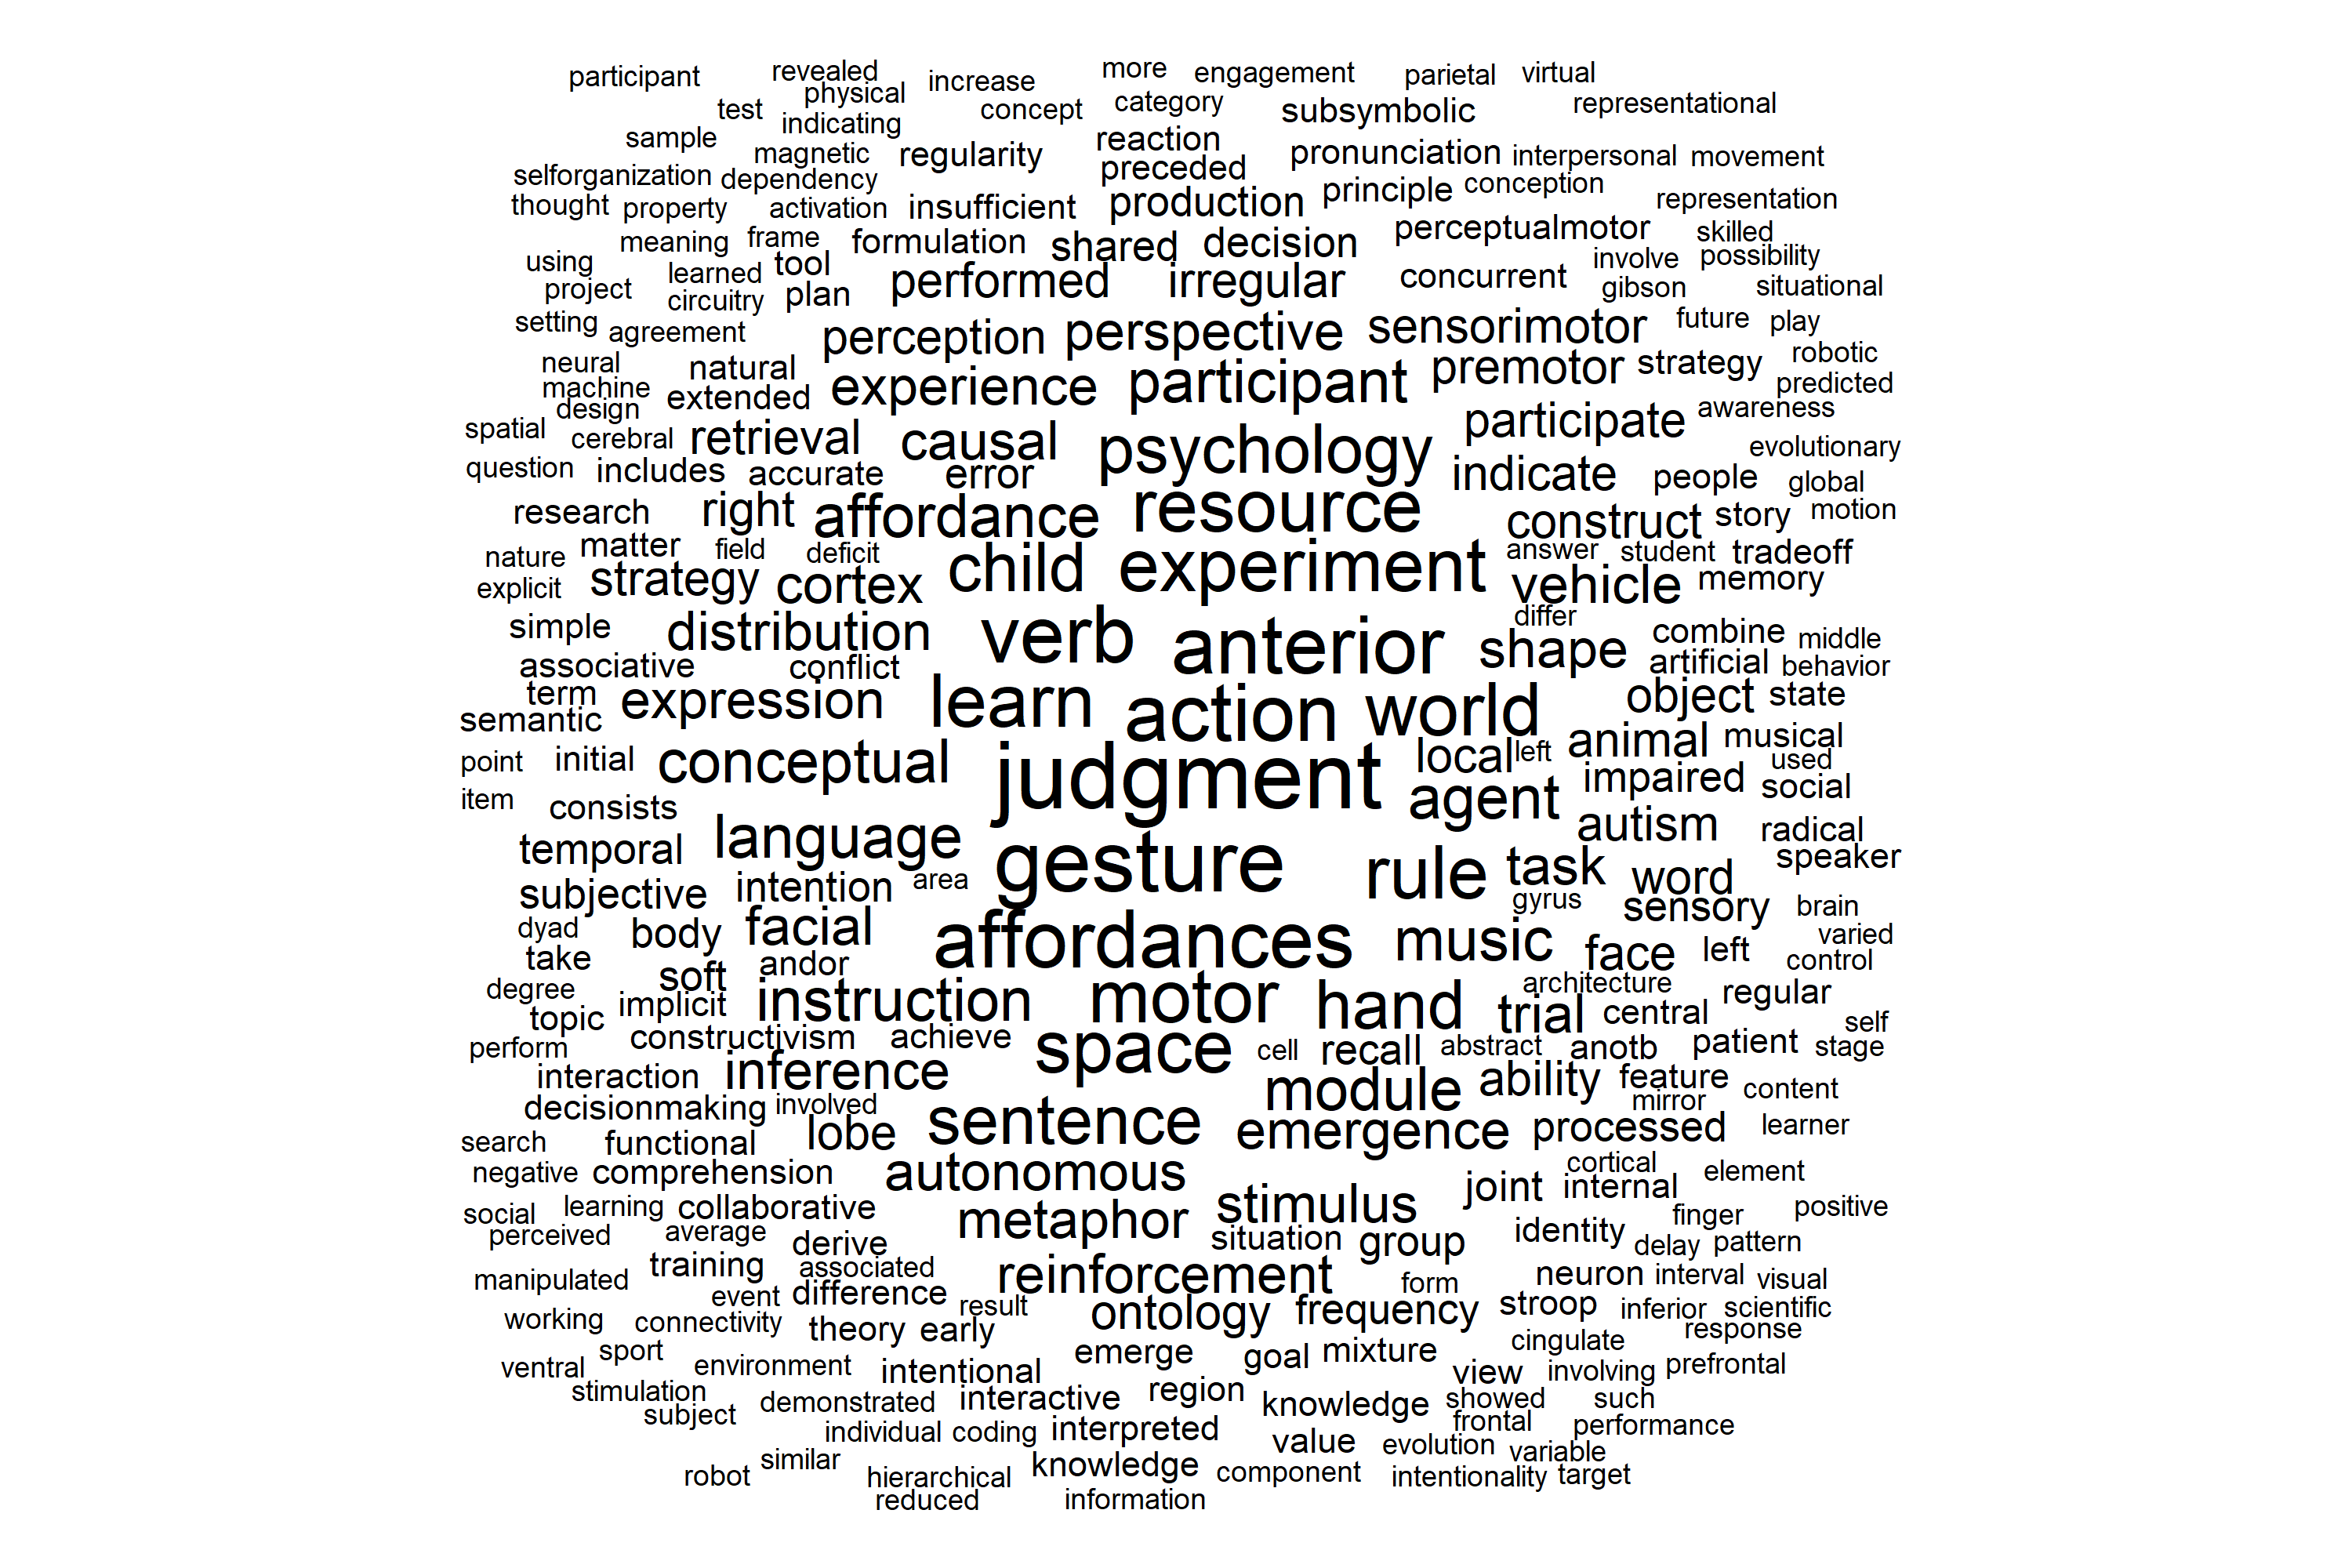 participant revealed increase more engagement parietal virtual
physical
test indicating concept category subsymbolic representational
sample magnetic regularity reaction pronunciation interpersonal movement
selforganization dependency preceded principle conception
thought property activation insufficient production representation
meaning frame formulation shared decision perceptualmotor skilled
using learned tool performed irregular concurrent involve possibility
project circuitry plan gibson situational
setting agreement perception perspective sensorimotor future play
neural natural experience participant premotor strategy robotic
machine extended predicted
design awareness
spatial cerebral retrieval causal psychology participate evolutionary
question includes accurate error indicate people global
research right affordance resource construct story motion
nature matter field deficit child experiment answer student tradeoff
explicit strategy cortex vehicle memory
simple distribution verb anterior differ shape combine middle
associative conflict artificial behavior
term expression learn action world object state
semantic
point initial conceptual judgment local left animal musical used
item consists agent impaired social
temporal language autism radical
speaker
subjective intention area gesture rule task word
gyrus sensory brain
dyad body facial affordances music face left varied
take soft andor control
degree implicit instruction motor hand trial architecture regular
topic central
perform constructivism achieve space cell recall abstract anotb patient self stage
interaction inference module ability feature content
decisionmaking involved sentence emergence processed mirror learner
search functional lobe
negative comprehension autonomous cortical element
social learning collaborative metaphor stimulus joint internal positive
perceived average derive situation group identity finger
delay pattern
manipulated training associated reinforcement form neuron interval visual
event difference result ontology frequency stroop inferior scientific
working connectivity theory early response
sport emerge goal mixture cingulate
ventral environment intentional view involving prefrontal
stimulation demonstrated interactive region knowledge showed such
subject individual coding interpreted frontal performance
value evolution variable
robot similar hierarchical knowledge component intentionality target
reduced information